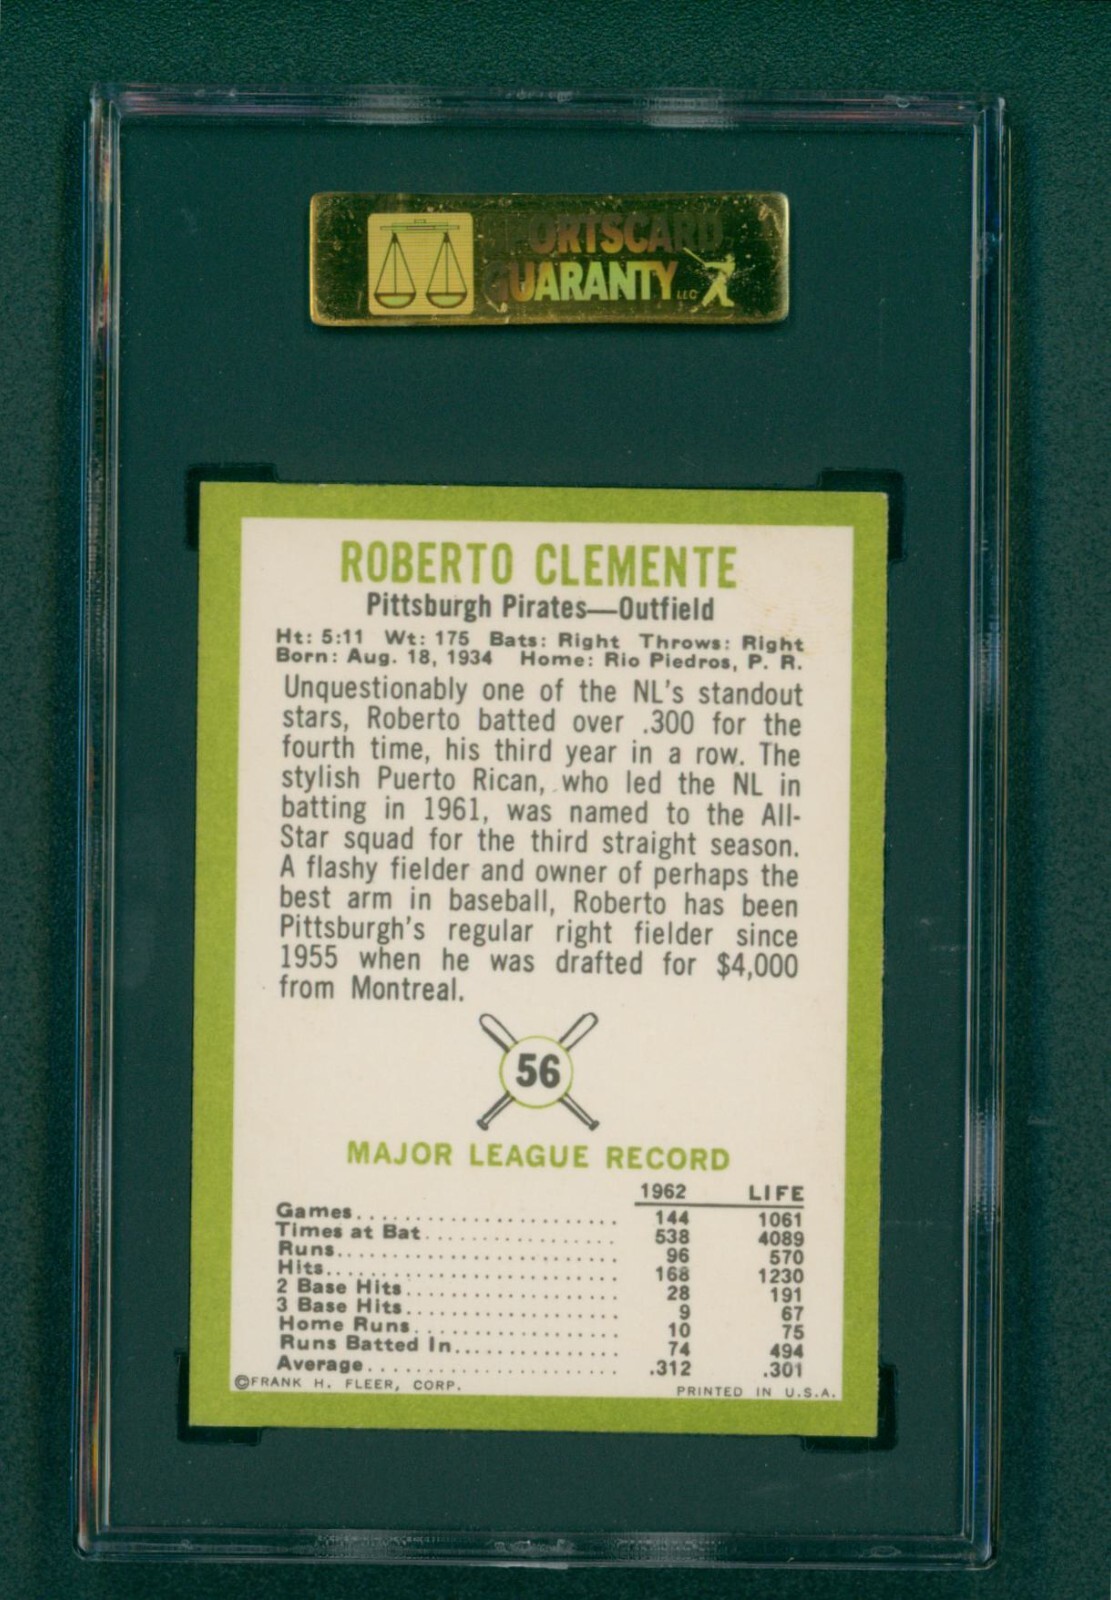 SPORTSCARD
GUARANTY LLC
ROBERTO CLEMENTE
Pittsburgh Pirates—Outfield
Ht: 5:11 Wt: 175 Bats: Right Throws: Right
Born: Aug. 18, 1934 Home: Rio Piedros, P. R.
Unquestionably one of the NL's standout
stars, Roberto batted over .300 for the
fourth time, his third year in a row. The
stylish Puerto Rican, who led the NL in
batting in 1961, was named to the All-
Star squad for the third straight season.
A flashy fielder and owner of perhaps the
best arm in baseball, Roberto has been
Pittsburgh's regular right fielder since
1955 when he was drafted for $4,000
from Montreal.
56
MAJOR LEAGUE RECORD
1962 LIFE
Games 144 1061
Times at Bat 538 4089
Runs 96 570
Hits 168 1230
2 Base Hits 28 191
3 Base Hits 9 67
Home Runs 10 75
Runs Batted In 74 494
Average .312 .301
©FRANK H. FLEER, CORP. PRINTED IN U.S.A.